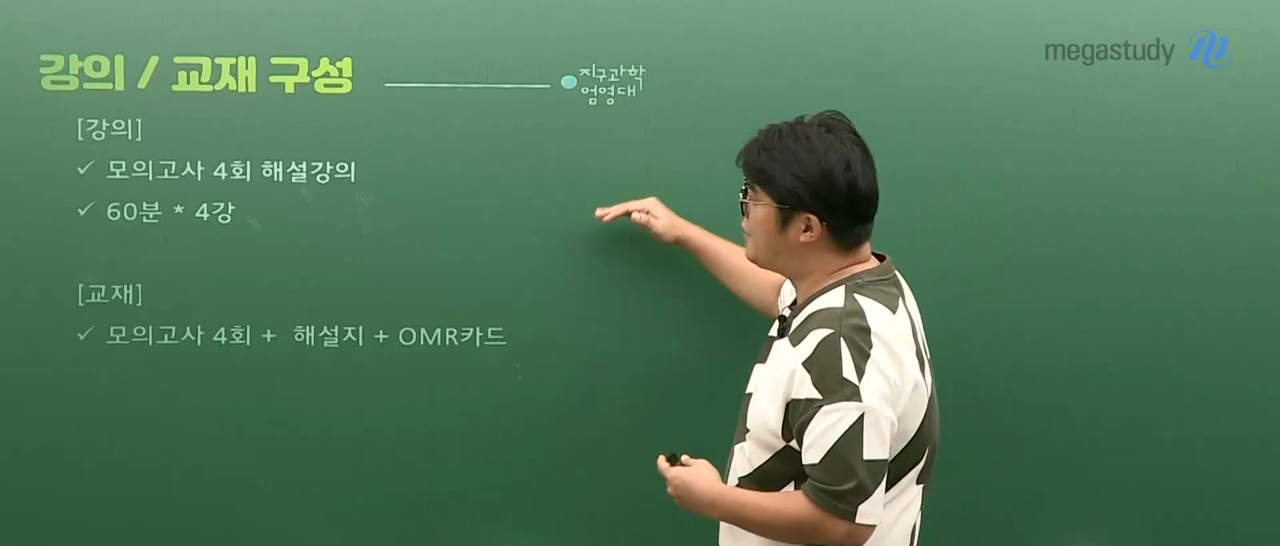 megastudy
강의 / 교재 구성
지구과학
엄영대
[강의]
✓ 모의고사 4회 해설강의
✓ 60분 * 4강
[교재]
✓ 모의고사 4회 + 해설지 + OMR카드